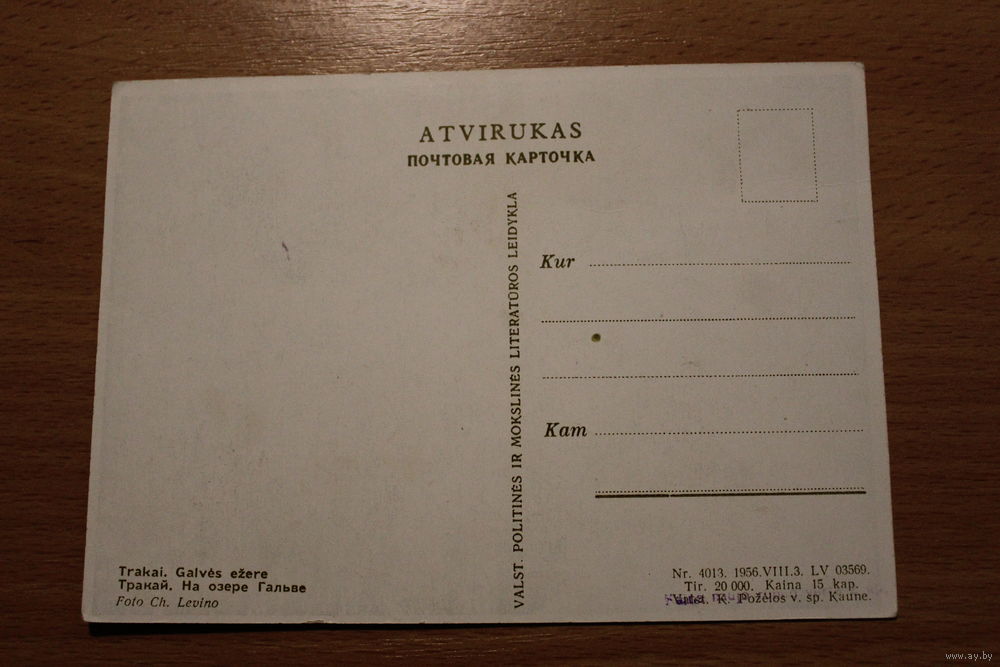 ATVIRUKAS
ПОЧТОВАЯ КАРТОЧКА
VALST. POLITINĖS IR MOKSLINĖS LITERATŪROS LEIDYKLA
Kur
Kam
Trakai. Galvės ežere
Тракай. На озере Гальве
Foto Ch. Levino
Nr. 4013. 1956.VIII.3. LV 03569.
Tir. 20 000. Kaina 15 kap.
Valst. K. Poželos v. sp. Kaune.
www.ay.by